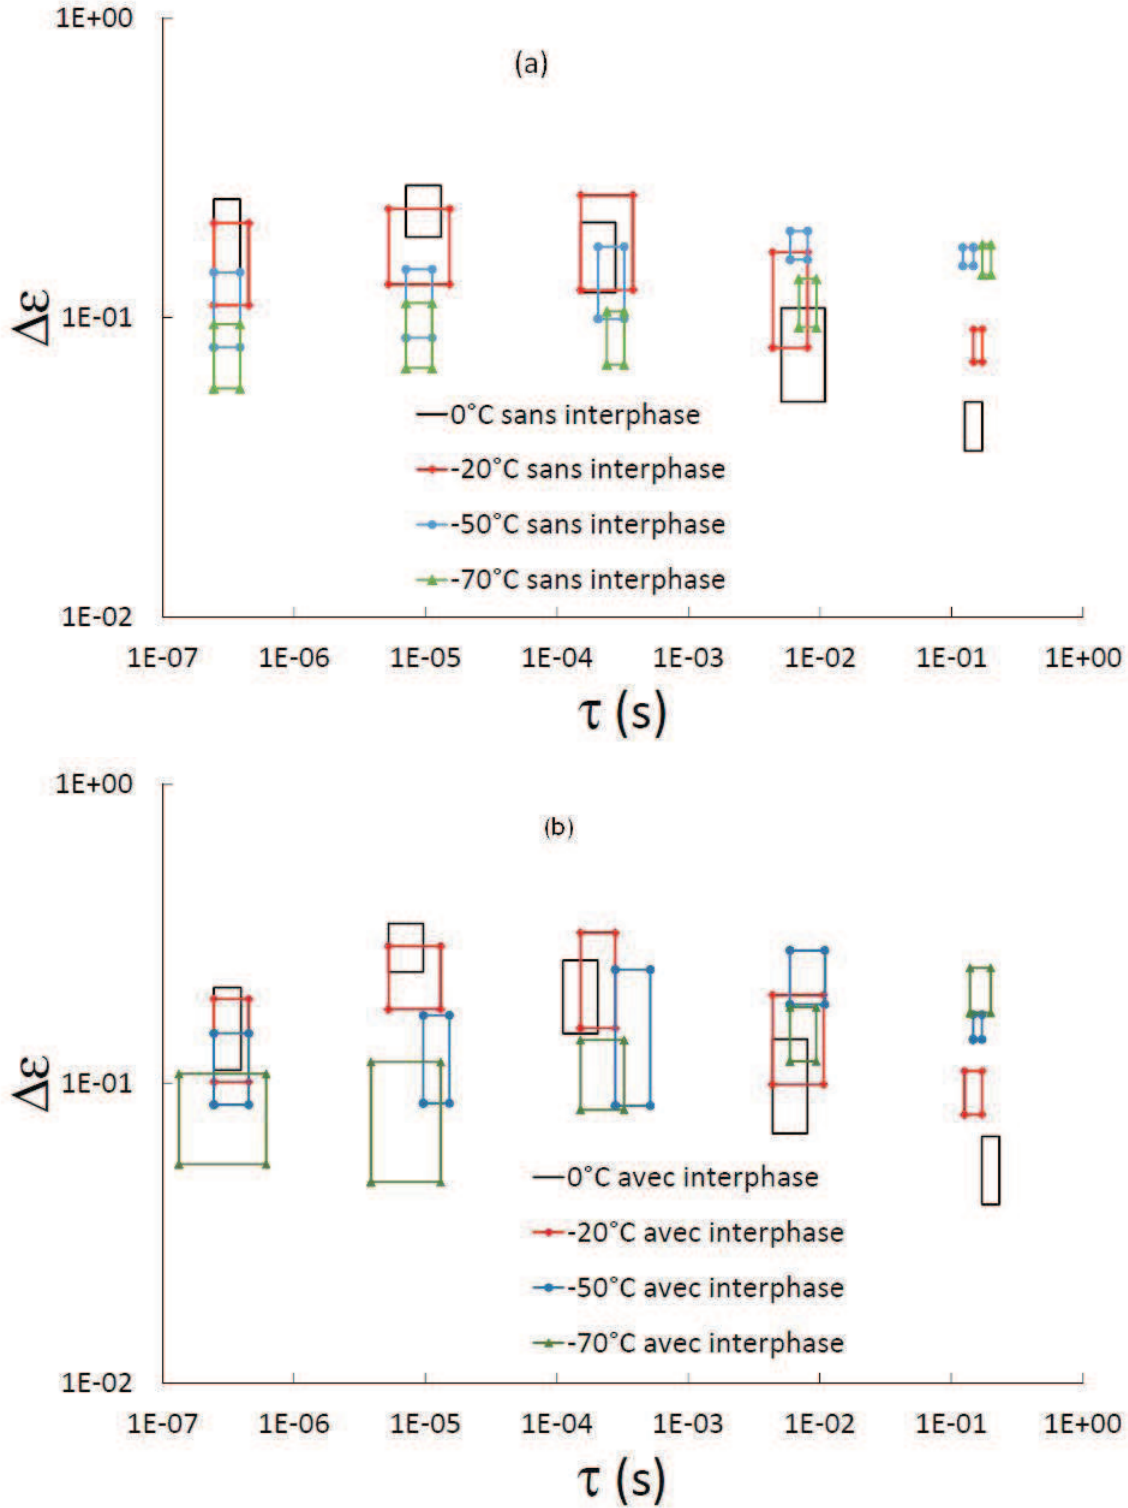 1E+00
(a)
Δε
1E-01
0°C sans interphase
-20°C sans interphase
-50°C sans interphase
-70°C sans interphase
1E-02
1E-07 1E-06 1E-05 1E-04 1E-03 1E-02 1E-01 1E+00
τ (s)
1E+00
(b)
Δε
1E-01
0°C avec interphase
-20°C avec interphase
-50°C avec interphase
-70°C avec interphase
1E-02
1E-07 1E-06 1E-05 1E-04 1E-03 1E-02 1E-01 1E+00
τ (s)